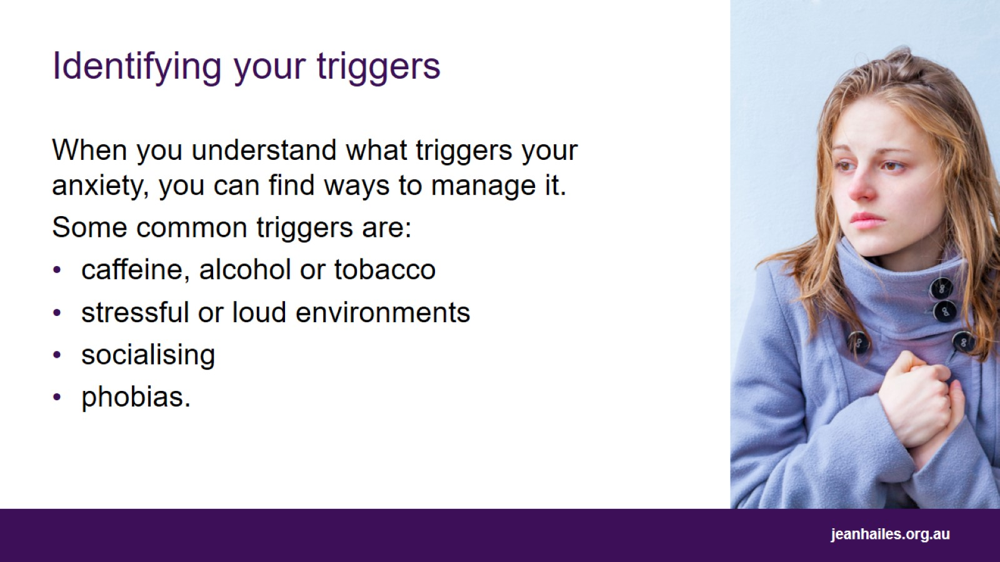 Identifying your triggers
When you understand what triggers your
anxiety, you can find ways to manage it.
Some common triggers are:
• caffeine, alcohol or tobacco
• stressful or loud environments
• socialising
• phobias.
jeanhailes.org.au